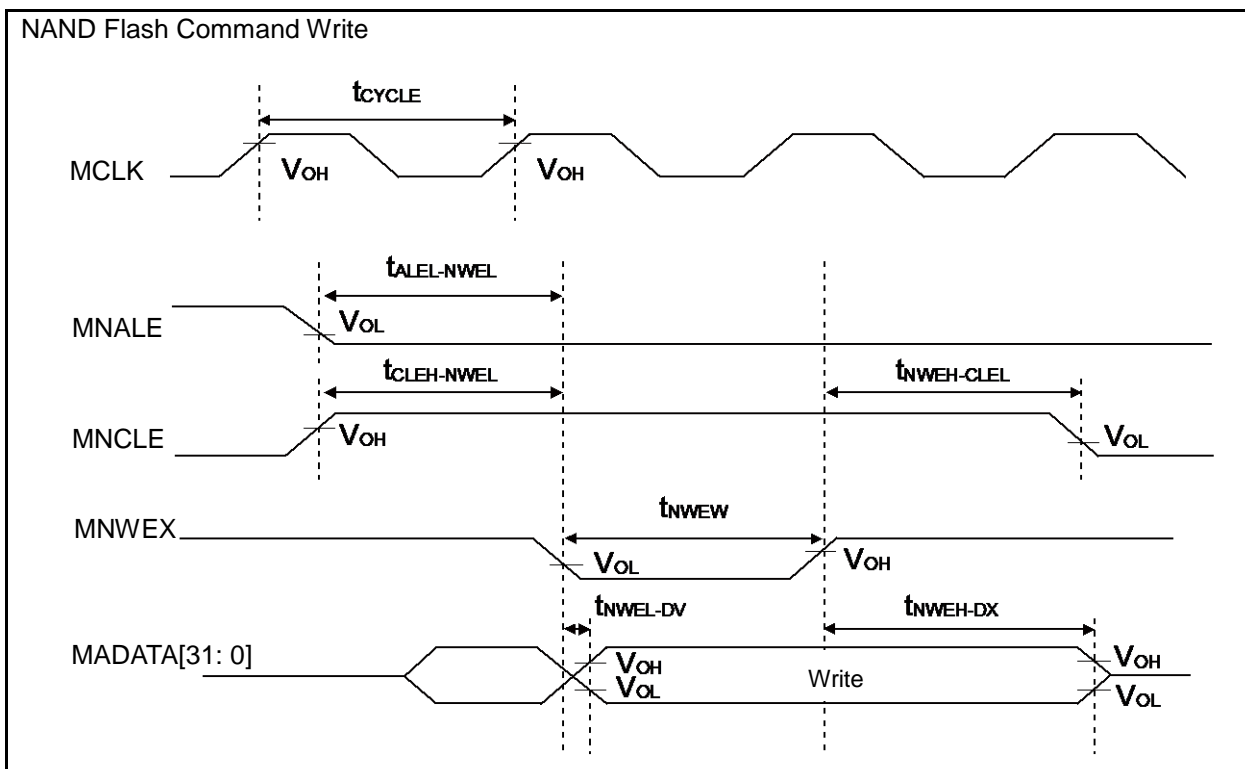 NAND Flash Command Write
tCYCLE
MCLK
VOH
VOH
tALEL-NWEL
MNALE
VOL
tCLEH-NWEL
tNWEH-CLEL
MNCLE
VOH
VOL
MNWEX
tNWEW
VOL
VOH
tNWEL-DV
tNWEH-DX
MADATA[31: 0]
VOH
VOL
Write
VOH
VOL